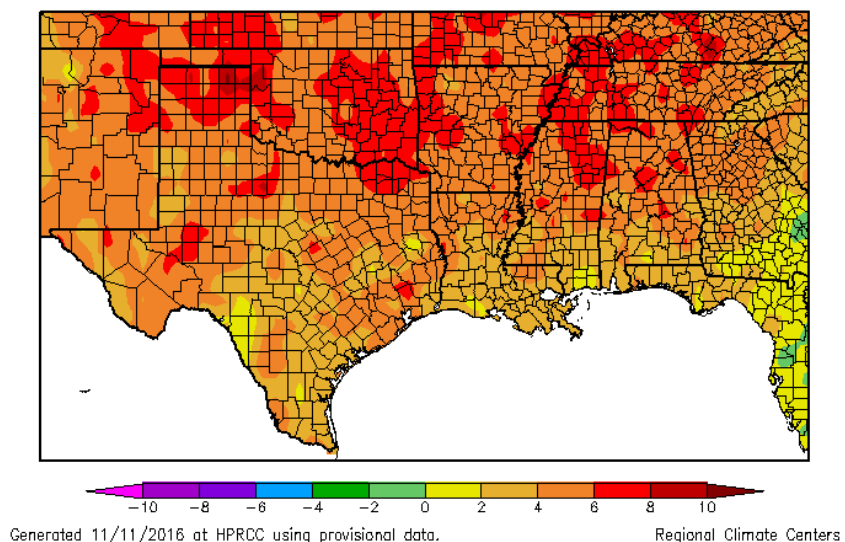 -10 -8 -6 -4 -2 0 2 4 6 8 10
Generated 11/11/2016 at HPRCC using provisional data. Regional Climate Centers